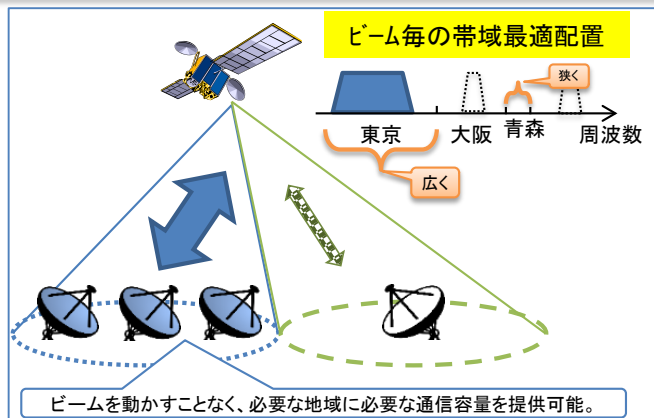 ビーム毎の帯域最適配置
狭く
東京
大阪
青森
周波数
広く
ビームを動かすことなく、必要な地域に必要な通信容量を提供可能。